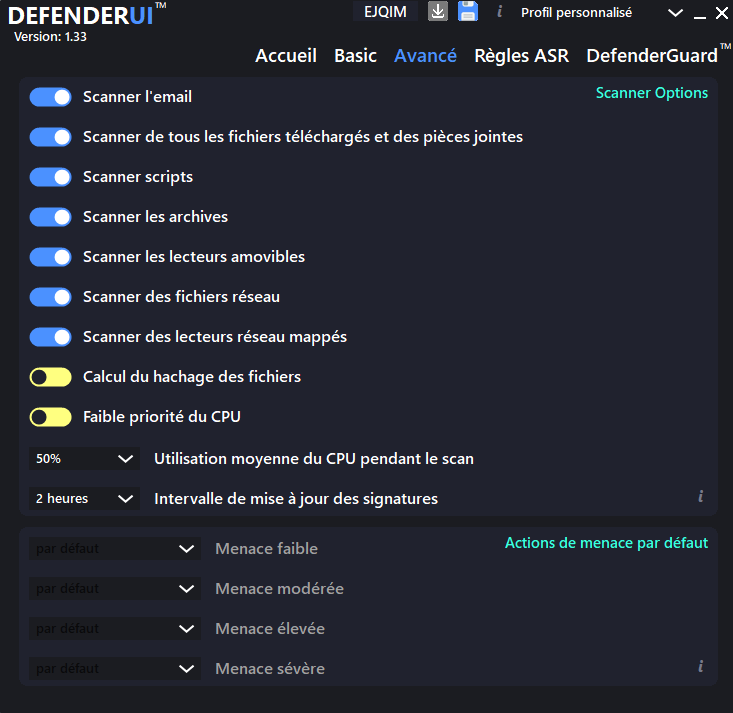 DEFENDERUI™ EJQIM i Profil personnalisé
Version: 1.33
Accueil Basic Avancé Règles ASR DefenderGuard™
Scanner l'email Scanner Options
Scanner de tous les fichiers téléchargés et des pièces jointes
Scanner scripts
Scanner les archives
Scanner les lecteurs amovibles
Scanner des fichiers réseau
Scanner des lecteurs réseau mappés
Calcul du hachage des fichiers
Faible priorité du CPU
50% Utilisation moyenne du CPU pendant le scan
2 heures Intervalle de mise à jour des signatures i
par défaut Menace faible Actions de menace par défaut
par défaut Menace modérée
par défaut Menace élevée
par défaut Menace sévère i